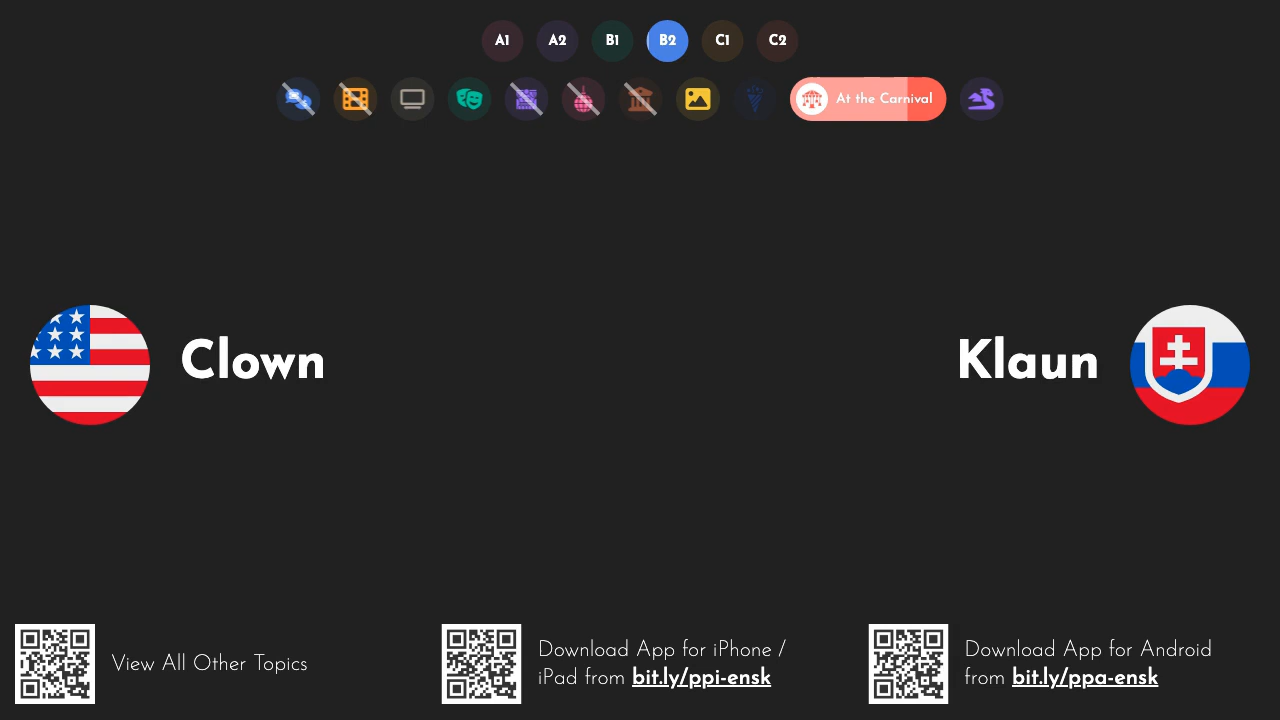 A1 A2 B1 B2 C1 C2
At the Carnival
Clown
Klaun
View All Other Topics
Download App for iPhone /
iPad from bit.ly/ppi-ensk
Download App for Android
from bit.ly/ppa-ensk